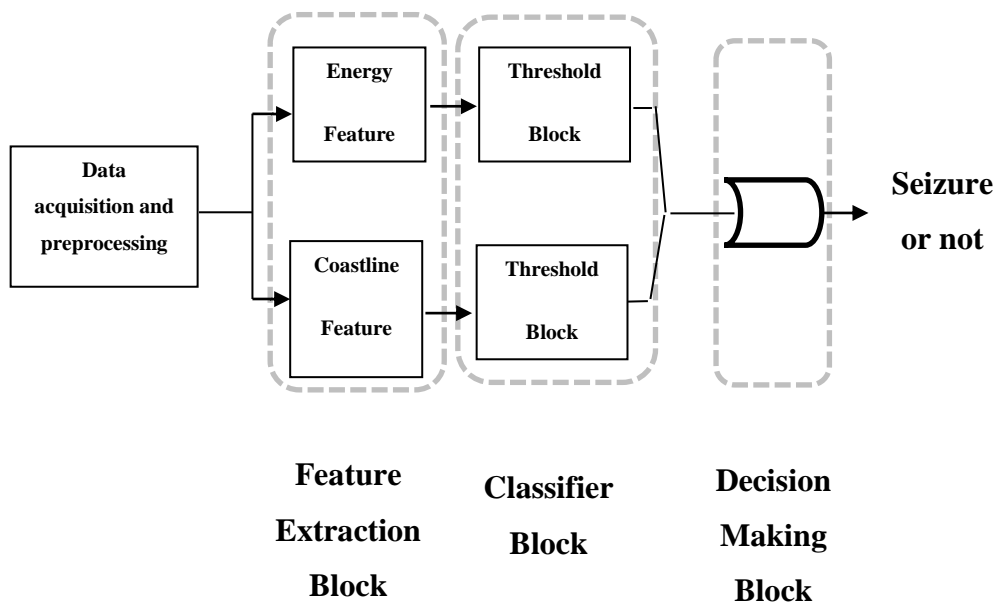 Energy
Feature
Threshold
Block
Data
acquisition and
preprocessing
Seizure
or not
Coastline
Feature
Threshold
Block
Feature
Extraction
Block
Classifier
Block
Decision
Making
Block